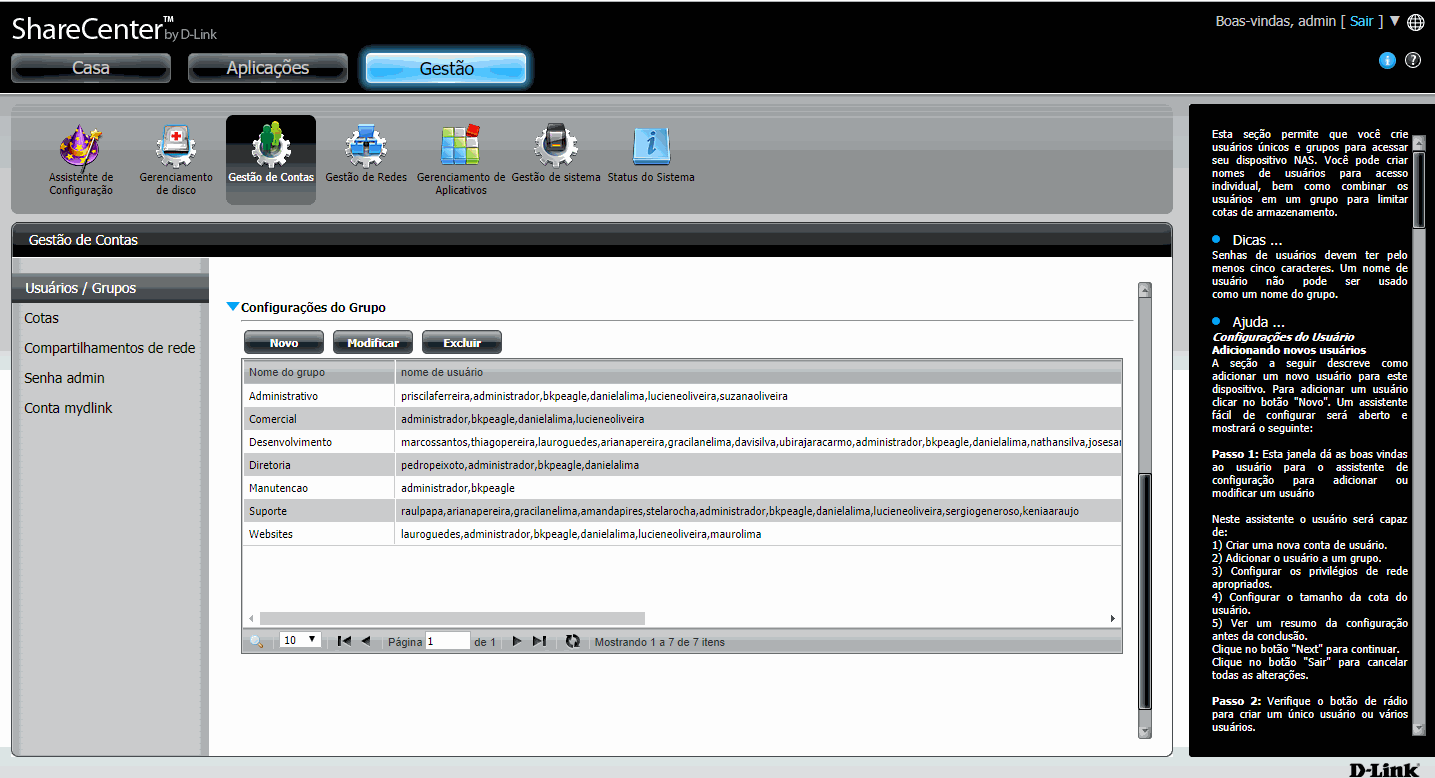 ShareCenter™ by D-Link
Boas-vindas, admin [ Sair ]
Casa
Aplicações
Gestão
Assistente de
Configuração
Gerenciamento
de disco
Gestão de Contas
Gestão de Redes
Gerenciamento de
Aplicativos
Gestão de sistema
Status do Sistema
Gestão de Contas
Usuários / Grupos
Cotas
Compartilhamentos de rede
Senha admin
Conta mydlink
Configurações do Grupo
Novo
Modificar
Excluir
Nome do grupo nome de usuário
Administrativo priscilaferreira,administrador,bkpeagle,danielalima,lucieneoliveira,suzanaoliveira
Comercial administrador,bkpeagle,danielalima,lucieneoliveira
Desenvolvimento marcossantos,thiagopereira,lauroguedes,arianapereira,gracilanelima,davisilva,ubirajaracarmo,administrador,bkpeagle,danielalima,nathansilva,josesar
Diretoria pedropeixoto,administrador,bkpeagle,danielalima
Manutencao administrador,bkpeagle
Suporte raulpapa,arianapereira,gracilanelima,amandapires,stelarocha,administrador,bkpeagle,danielalima,lucieneoliveira,sergiogeneroso,keniaaraujo
Websites lauroguedes,administrador,bkpeagle,danielalima,lucieneoliveira,maurolima
10 Página 1 de 1 Mostrando 1 a 7 de 7 itens
Esta seção permite que você crie
usuários únicos e grupos para acessar
seu dispositivo NAS. Você pode criar
nomes de usuários para acesso
individual, bem como combinar os
usuários em um grupo para limitar
cotas de armazenamento.
Dicas ...
Senhas de usuários devem ter pelo
menos cinco caracteres. Um nome de
usuário não pode ser usado
como um nome do grupo.
Ajuda ...
Configurações do Usuário
Adicionando novos usuários
A seção a seguir descreve como
adicionar um novo usuário para este
dispositivo. Para adicionar um usuário
clicar no botão "Novo". Um assistente
fácil de configurar será aberto e
mostrará o seguinte:
Passo 1: Esta janela dá as boas vindas
ao usuário para o assistente de
configuração para adicionar ou
modificar um usuário
Neste assistente o usuário será capaz
de:
1) Criar uma nova conta de usuário.
2) Adicionar o usuário a um grupo.
3) Configurar os privilégios de rede
apropriados.
4) Configurar o tamanho da cota do
usuário.
5) Ver um resumo da configuração
antes da conclusão.
Clique no botão "Next" para continuar.
Clique no botão "Sair" para cancelar
todas as alterações.
Passo 2: Verifique o botão de rádio
para criar um único usuário ou vários
usuários.
D-Link